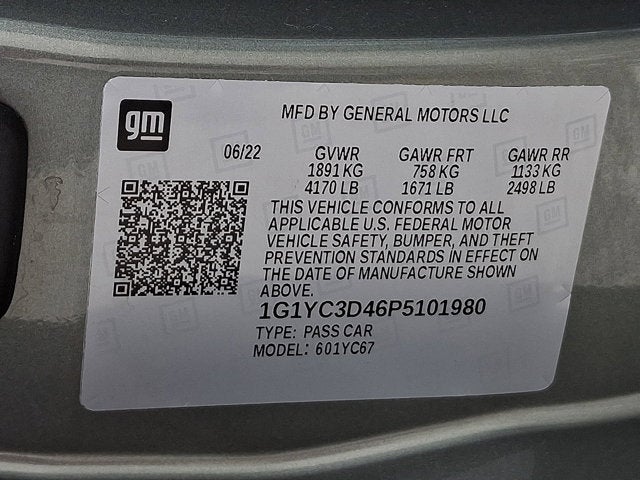 gm
MFD BY GENERAL MOTORS LLC
06/22 GVWR GAWR FRT GAWR RR
1891 KG 758 KG 1133 KG
4170 LB 1671 LB 2498 LB
THIS VEHICLE CONFORMS TO ALL
APPLICABLE U.S. FEDERAL MOTOR
VEHICLE SAFETY, BUMPER, AND THEFT
PREVENTION STANDARDS IN EFFECT ON
THE DATE OF MANUFACTURE SHOWN
ABOVE.
1G1YC3D46P5101980
TYPE: PASS CAR
MODEL: 601YC67